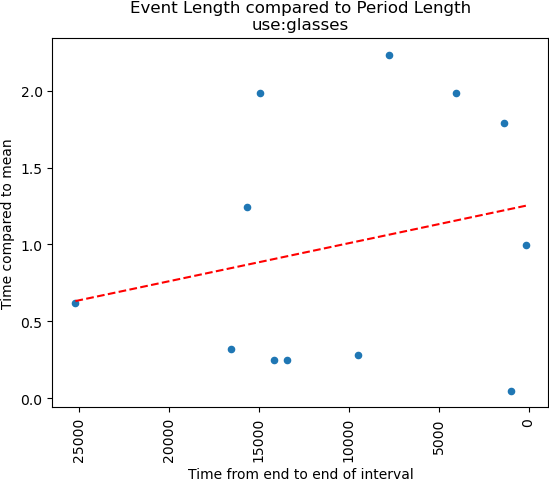 Event Length compared to Period Length
use:glasses
Time compared to mean
2.0
1.5
1.0
0.5
0.0
25000
20000
15000
10000
5000
0
Time from end to end of interval